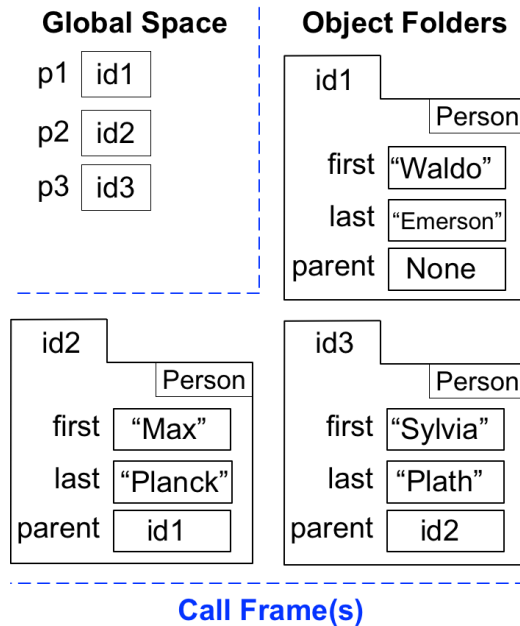 Global Space
p1 id1
p2 id2
p3 id3
Object Folders
id1
Person
first “Waldo”
last “Emerson”
parent None
id2
Person
first “Max”
last “Planck”
parent id1
id3
Person
first “Sylvia”
last “Plath”
parent id2
Call Frame(s)